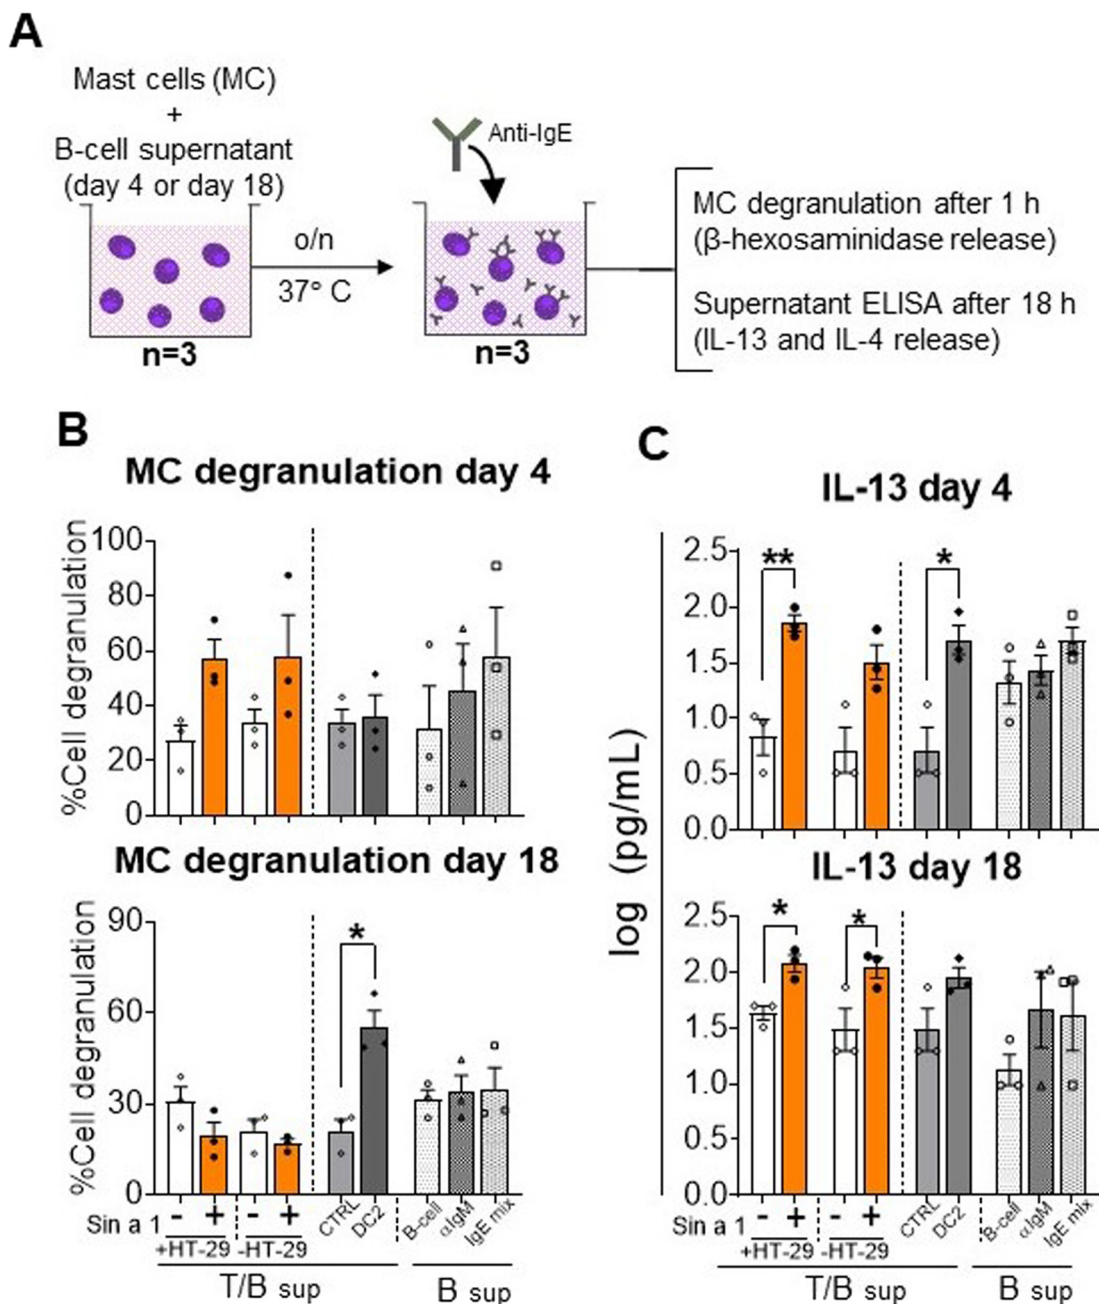 A
Mast cells (MC)
+
B-cell supernatant
(day 4 or day 18)
n=3
o/n
37° C
Anti-IgE
n=3
MC degranulation after 1 h
(β-hexosaminidase release)
Supernatant ELISA after 18 h
(IL-13 and IL-4 release)
B
MC degranulation day 4
%Cell degranulation
100
80
60
40
20
0
MC degranulation day 18
%Cell degranulation
90
60
30
0
*
Sin a 1
- + - +
+HT-29 -HT-29
CTRL DC2
B-cell αIgM IgE mix
T/B sup
B sup
C
log (pg/mL)
IL-13 day 4
2.5
2.0
1.5
1.0
0.5
0.0
**
*
IL-13 day 18
2.5
2.0
1.5
1.0
0.5
0.0
*
*
Sin a 1
- + - +
+HT-29 -HT-29
CTRL DC2
B-cell αIgM IgE mix
T/B sup
B sup